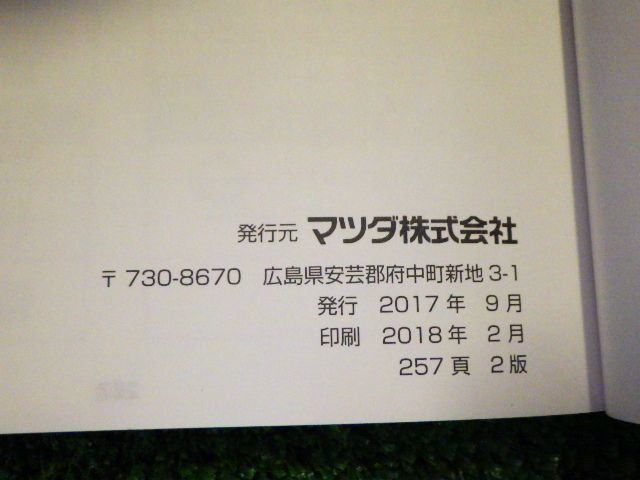 発行元 マツダ株式会社
〒730-8670 広島県安芸郡府中町新地 3-1
発行 2017年 9月
印刷 2018年 2月
257頁 2版